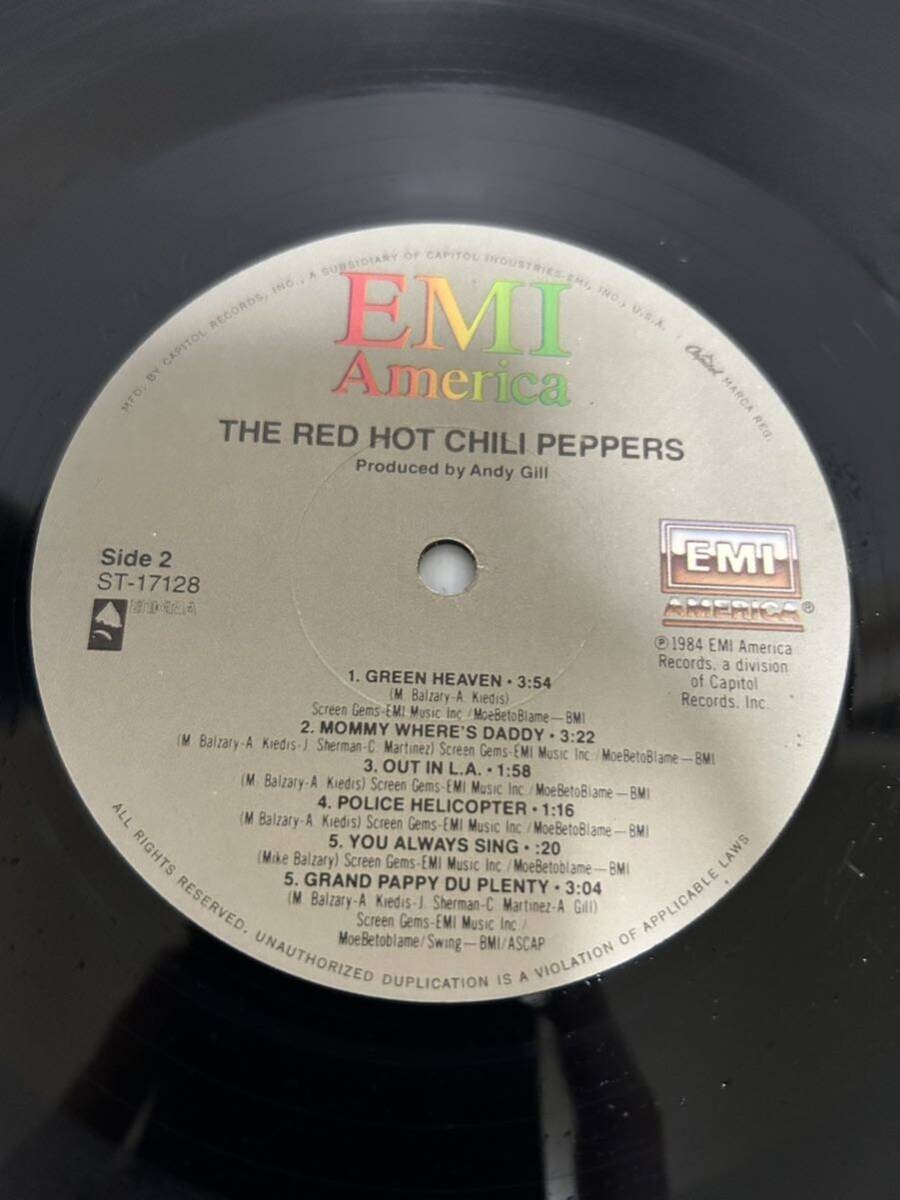 MFD. BY CAPITOL RECORDS, INC., A SUBSIDIARY OF CAPITOL INDUSTRIES-EMI, INC., U.S.A.
Capitol MARCA REG.
EMI
America
THE RED HOT CHILI PEPPERS
Produced by Andy Gill
Side 2
ST-17128
EMI
AMERICA®
℗1984 EMI America
Records, a division
of Capitol
Records, Inc.
1. GREEN HEAVEN • 3:54
(M. Balzary-A. Kiedis)
Screen Gems-EMI Music Inc./MoeBetoBlame—BMI
2. MOMMY WHERE'S DADDY • 3:22
(M. Balzary-A. Kiedis-J. Sherman-C. Martinez) Screen Gems-EMI Music Inc./MoeBetoBlame—BMI
3. OUT IN L.A. • 1:58
(M. Balzary-A. Kiedis) Screen Gems-EMI Music Inc./MoeBetoBlame—BMI
4. POLICE HELICOPTER • 1:16
(M. Balzary-A. Kiedis) Screen Gems-EMI Music Inc./MoeBetoBlame—BMI
5. YOU ALWAYS SING • :20
(Mike Balzary) Screen Gems-EMI Music Inc./MoeBetoblame—BMI
5. GRAND PAPPY DU PLENTY • 3:04
(M. Balzary-A. Kiedis-J. Sherman-C. Martinez-A. Gill)
Screen Gems-EMI Music Inc./
MoeBetoblame/Swing—BMI/ASCAP
ALL RIGHTS RESERVED. UNAUTHORIZED DUPLICATION IS A VIOLATION OF APPLICABLE LAWS